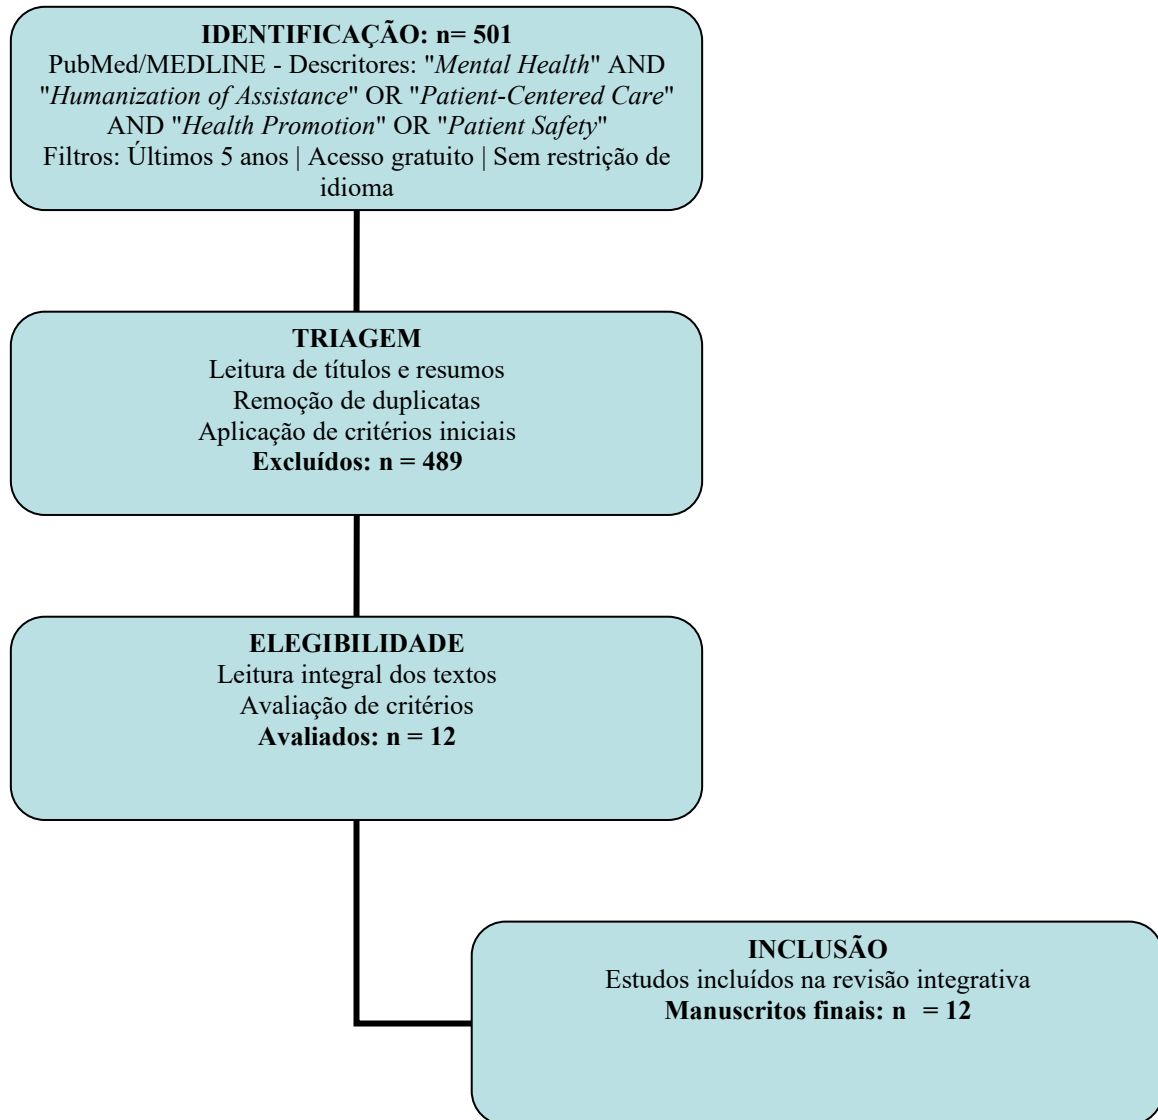 IDENTIFICAÇÃO: n= 501
PubMed/MEDLINE - Descritores: "Mental Health" AND
"Humanization of Assistance" OR "Patient-Centered Care"
AND "Health Promotion" OR "Patient Safety"
Filtros: Últimos 5 anos | Acesso gratuito | Sem restrição de
idioma
TRIAGEM
Leitura de títulos e resumos
Remoção de duplicatas
Aplicação de critérios iniciais
Excluídos: n = 489
ELEGIBILIDADE
Leitura integral dos textos
Avaliação de critérios
Avaliados: n = 12
INCLUSÃO
Estudos incluídos na revisão integrativa
Manuscritos finais: n = 12